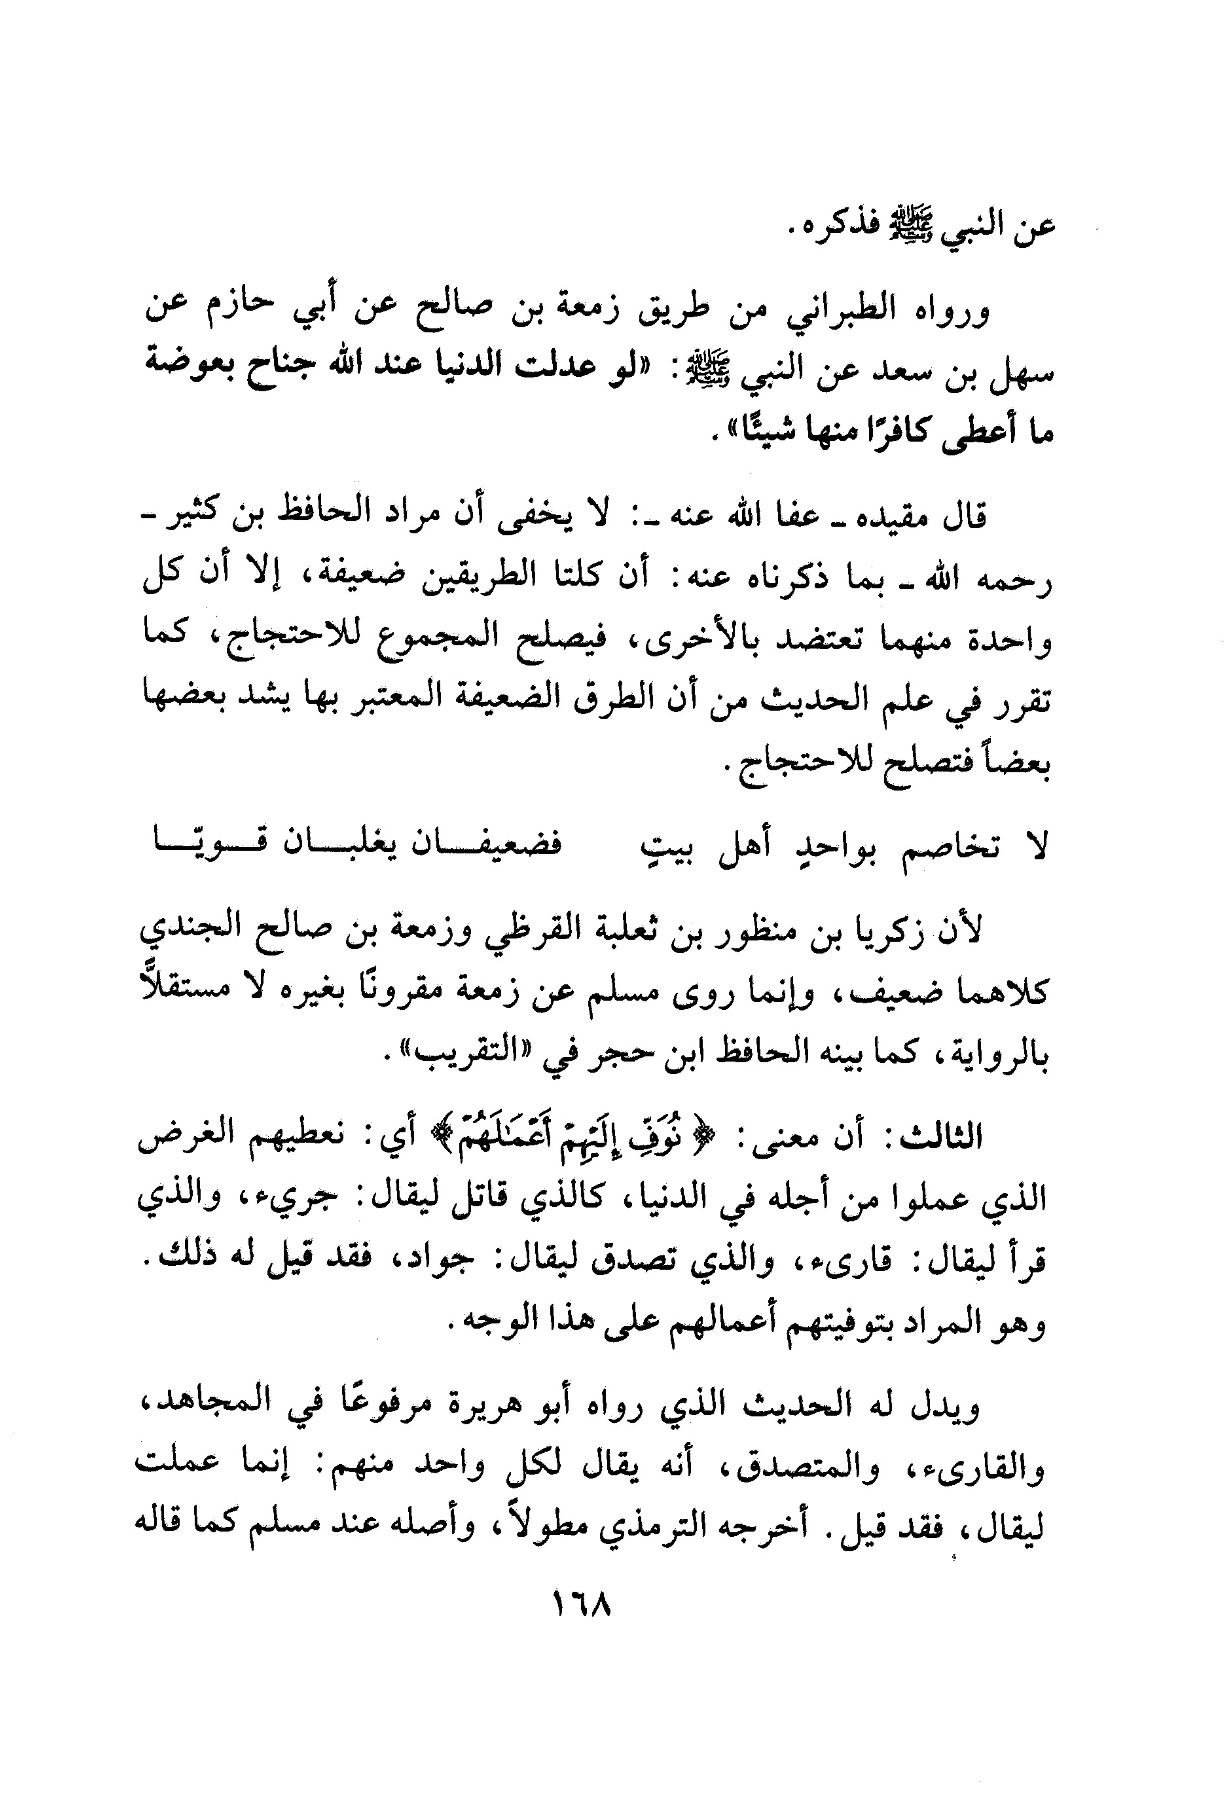 عن النبي ﷺ فذكره.
ورواه الطبراني من طريق زمعة بن صالح عن أبي حازم عن
سهل بن سعد عن النبي ﷺ: «لو عدلت الدنيا عند الله جناح بعوضة
ما أعطى كافرًا منها شيئًا».
قال مقيده ـ عفا الله عنه ـ: لا يخفى أن مراد الحافظ بن كثير ـ
رحمه الله ـ بما ذكرناه عنه: أن كلتا الطريقين ضعيفة، إلا أن كل
واحدة منهما تعتضد بالأخرى، فيصلح المجموع للاحتجاج، كما
تقرر في علم الحديث من أن الطرق الضعيفة المعتبر بها يشد بعضها
بعضاً فتصلح للاحتجاج.
لا تخاصم بواحدٍ أهل بيتٍ فضعيفـــان يغلبـــان قـــويّـــا
لأن زكريا بن منظور بن ثعلبة القرظي وزمعة بن صالح الجندي
كلاهما ضعيف، وإنما روى مسلم عن زمعة مقرونًا بغيره لا مستقلاًّ
بالرواية، كما بينه الحافظ ابن حجر في «التقريب».
الثالث: أن معنى: ﴿نُوَفِّ إِلَيْهِمْ أَعْمَٰلَهُمْ﴾ أي: نعطيهم الغرض
الذي عملوا من أجله في الدنيا، كالذي قاتل ليقال: جريء، والذي
قرأ ليقال: قارىء، والذي تصدق ليقال: جواد، فقد قيل له ذلك.
وهو المراد بتوفيتهم أعمالهم على هذا الوجه.
ويدل له الحديث الذي رواه أبو هريرة مرفوعًا في المجاهد،
والقارىء، والمتصدق، أنه يقال لكل واحد منهم: إنما عملت
ليقال، فقد قيل. أخرجه الترمذي مطولاً، وأصله عند مسلم كما قاله
١٦٨